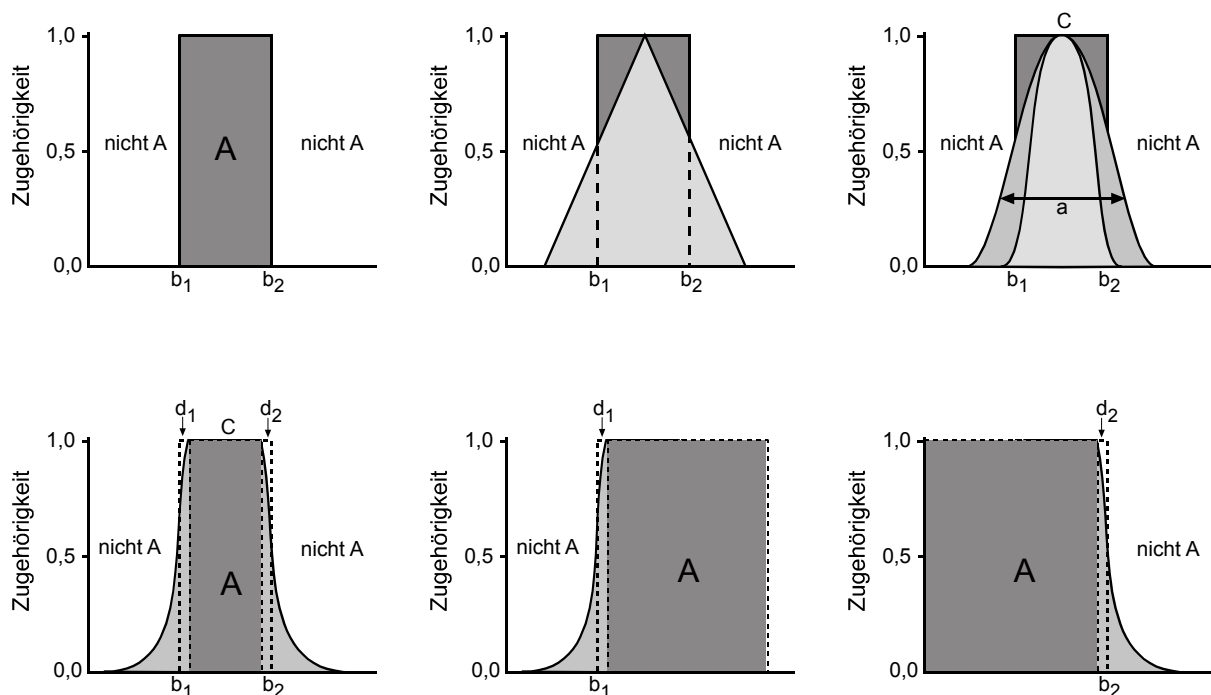 Zugehörigkeit
1,0
0,5
0,0
nicht A
A
nicht A
b1
b2
Zugehörigkeit
1,0
0,5
0,0
nicht A
nicht A
b1
b2
Zugehörigkeit
1,0
0,5
0,0
C
nicht A
nicht A
a
b1
b2
Zugehörigkeit
1,0
0,5
0,0
d1
C
d2
nicht A
A
nicht A
b1
b2
Zugehörigkeit
1,0
0,5
0,0
d1
nicht A
A
b1
Zugehörigkeit
1,0
0,5
0,0
d2
A
nicht A
b2